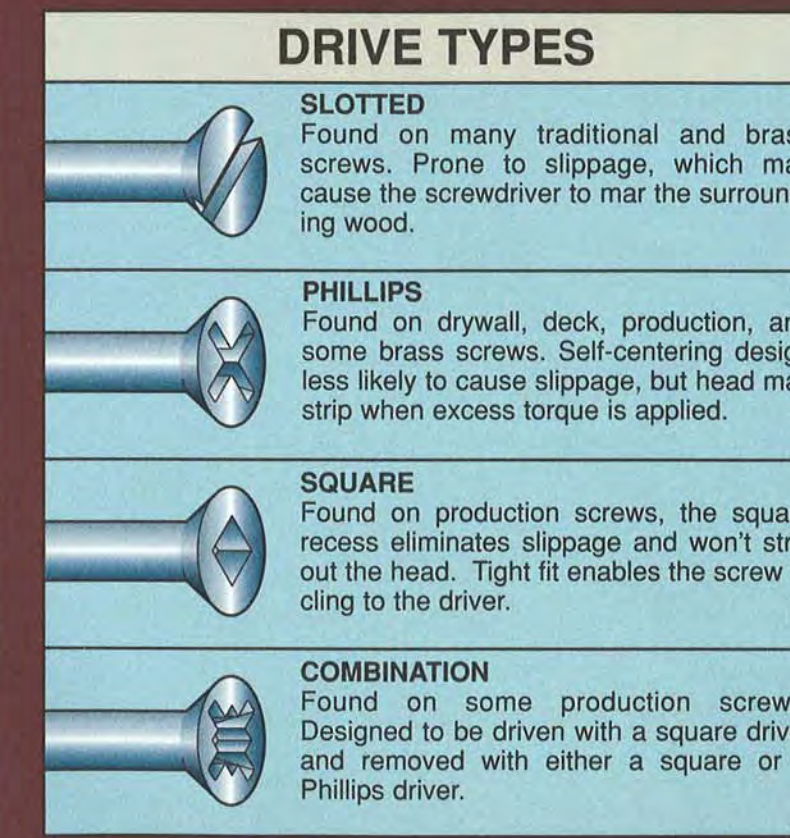 DRIVE TYPES
SLOTTED
Found on many traditional and bras
screws. Prone to slippage, which ma
cause the screwdriver to mar the surroun
ing wood.
PHILLIPS
Found on drywall, deck, production, an
some brass screws. Self-centering desig
less likely to cause slippage, but head ma
strip when excess torque is applied.
SQUARE
Found on production screws, the squa
recess eliminates slippage and won't str
out the head. Tight fit enables the screw
cling to the driver.
COMBINATION
Found on some production screw
Designed to be driven with a square driv
and removed with either a square or
Phillips driver.